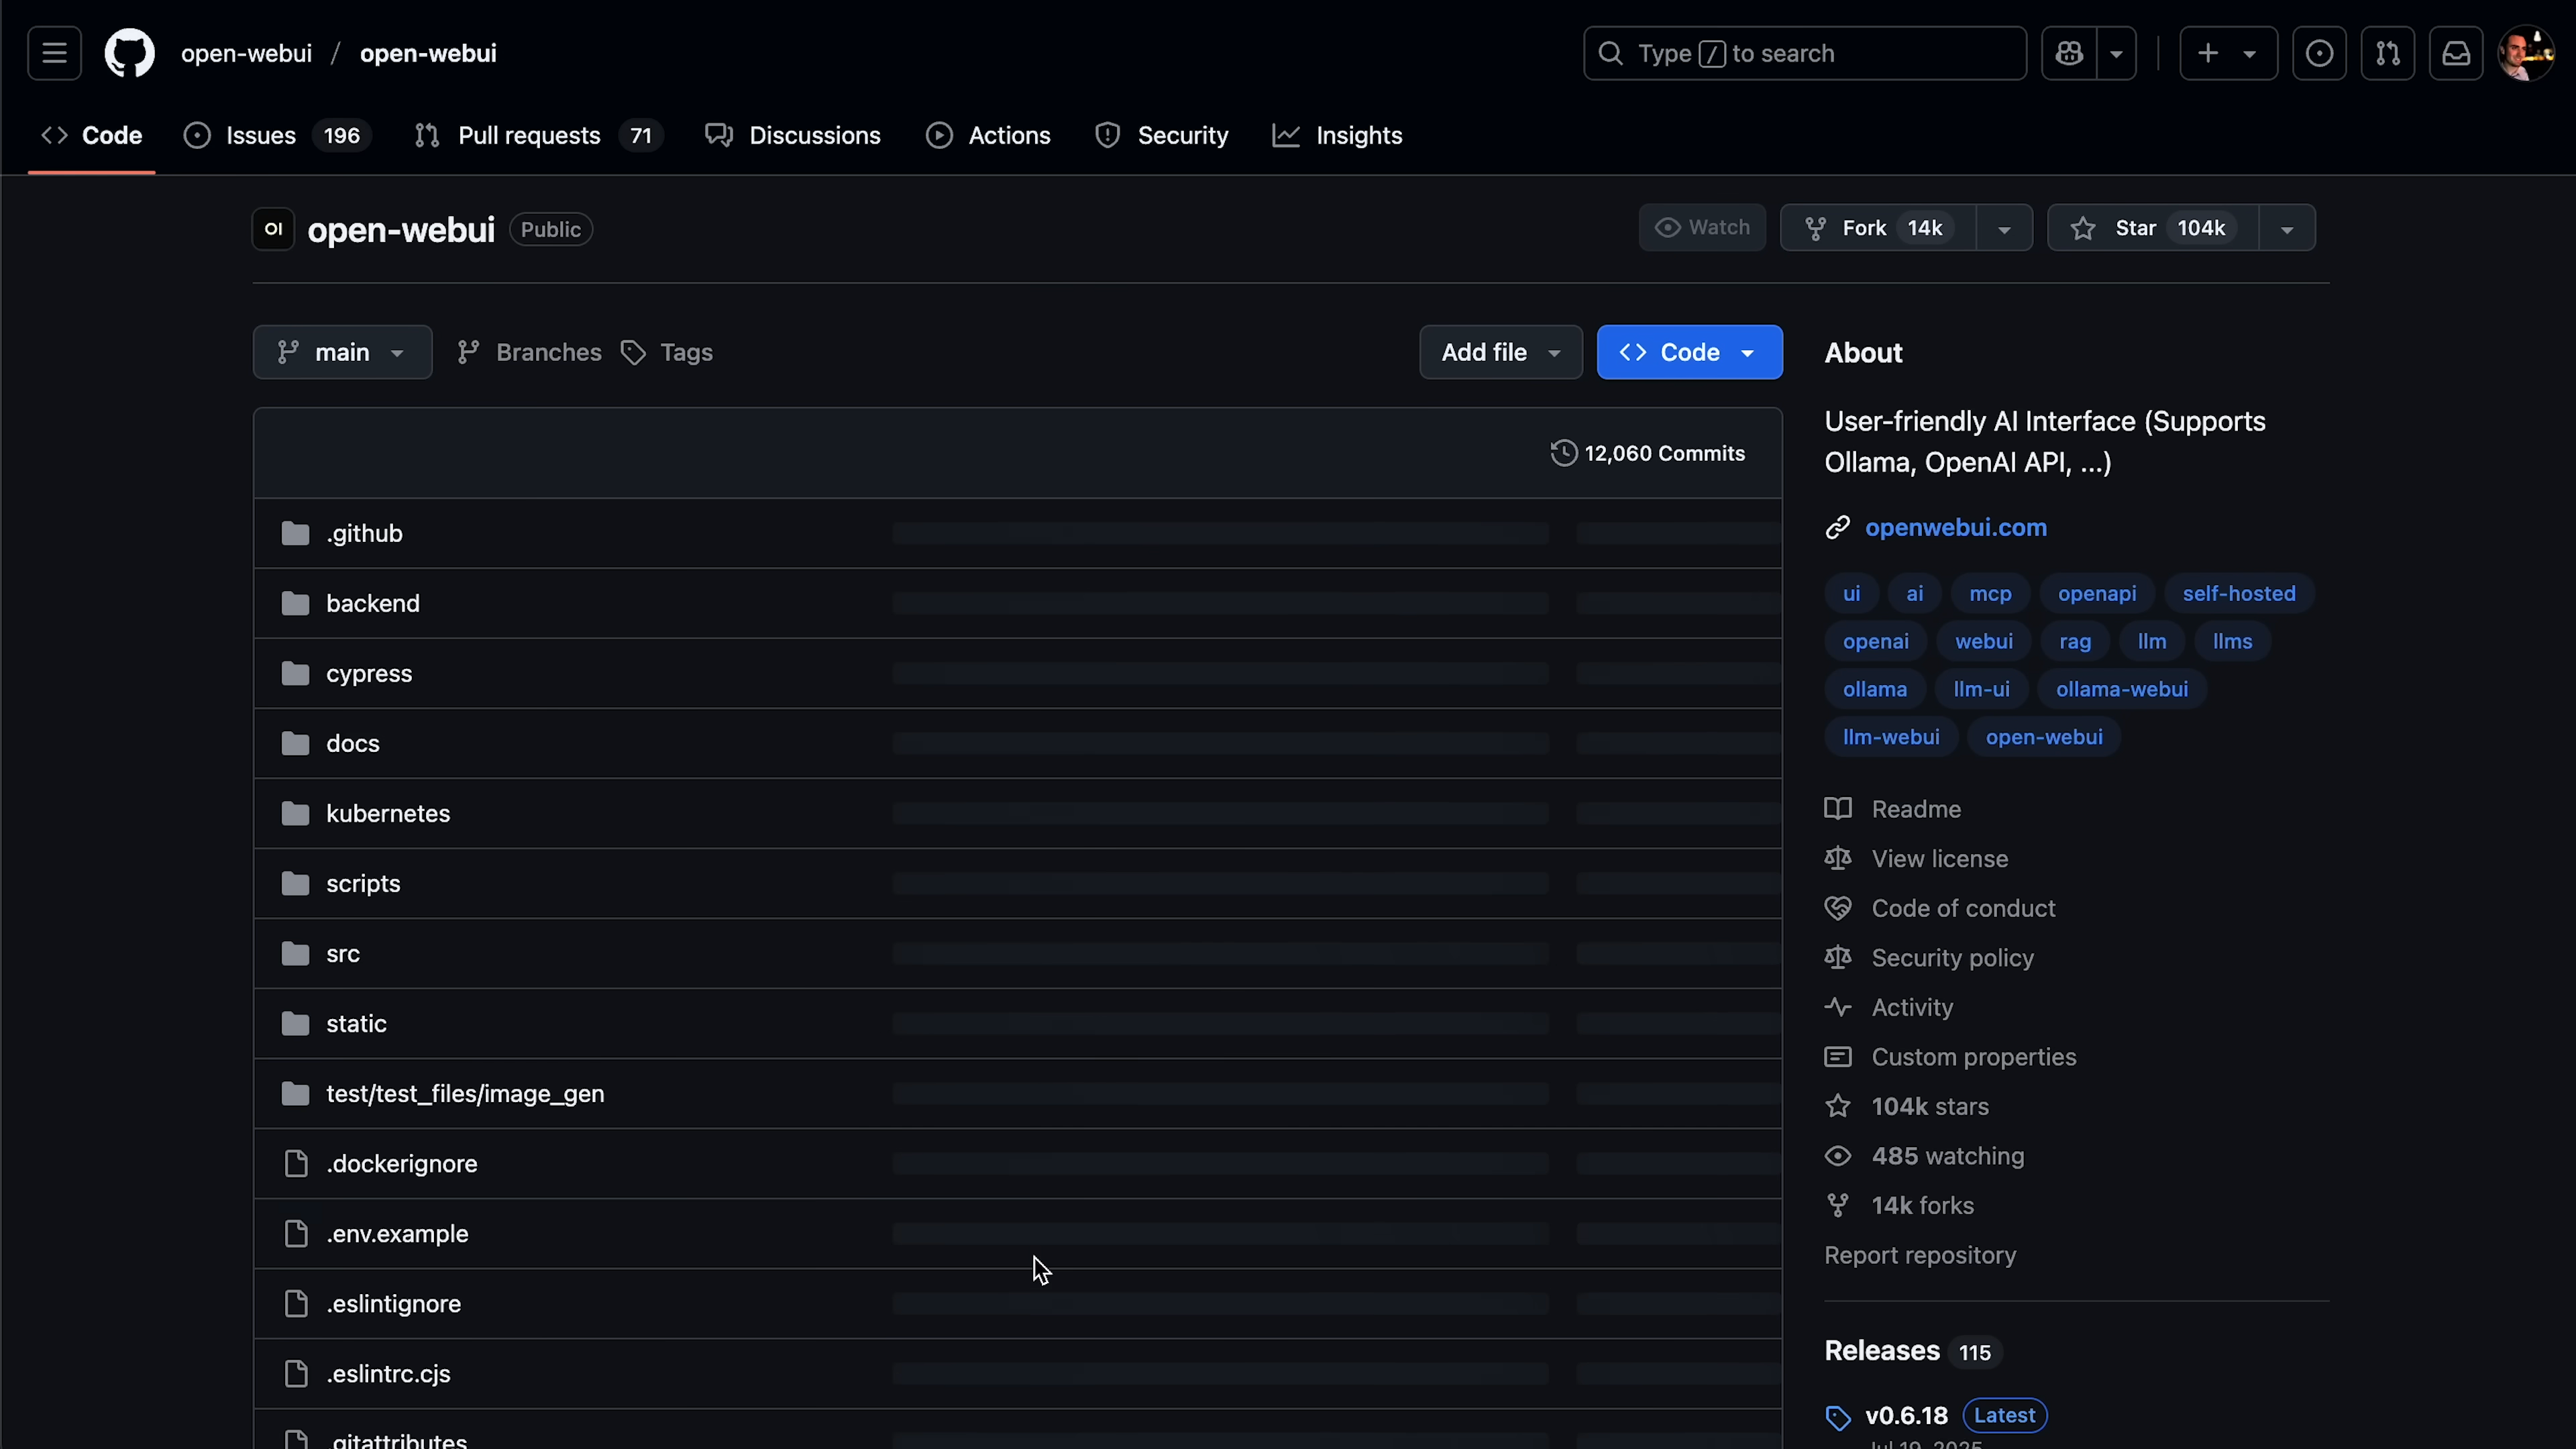 open-webui / open-webui
Type / to search
Code
Issues 196
Pull requests 71
Discussions
Actions
Security
Insights
OI
open-webui Public
Watch
Fork 14k
Star 104k
main
Branches
Tags
Add file
Code
12,060 Commits
.github
backend
cypress
docs
kubernetes
scripts
src
static
test/test_files/image_gen
.dockerignore
.env.example
.eslintignore
.eslintrc.cjs
.gitattributes
About
User-friendly AI Interface (Supports
Ollama, OpenAI API, ...)
openwebui.com
ui ai mcp openapi self-hosted
openai webui rag llm llms
ollama llm-ui ollama-webui
llm-webui open-webui
Readme
View license
Code of conduct
Security policy
Activity
Custom properties
104k stars
485 watching
14k forks
Report repository
Releases 115
v0.6.18 Latest
Jul 19, 2025